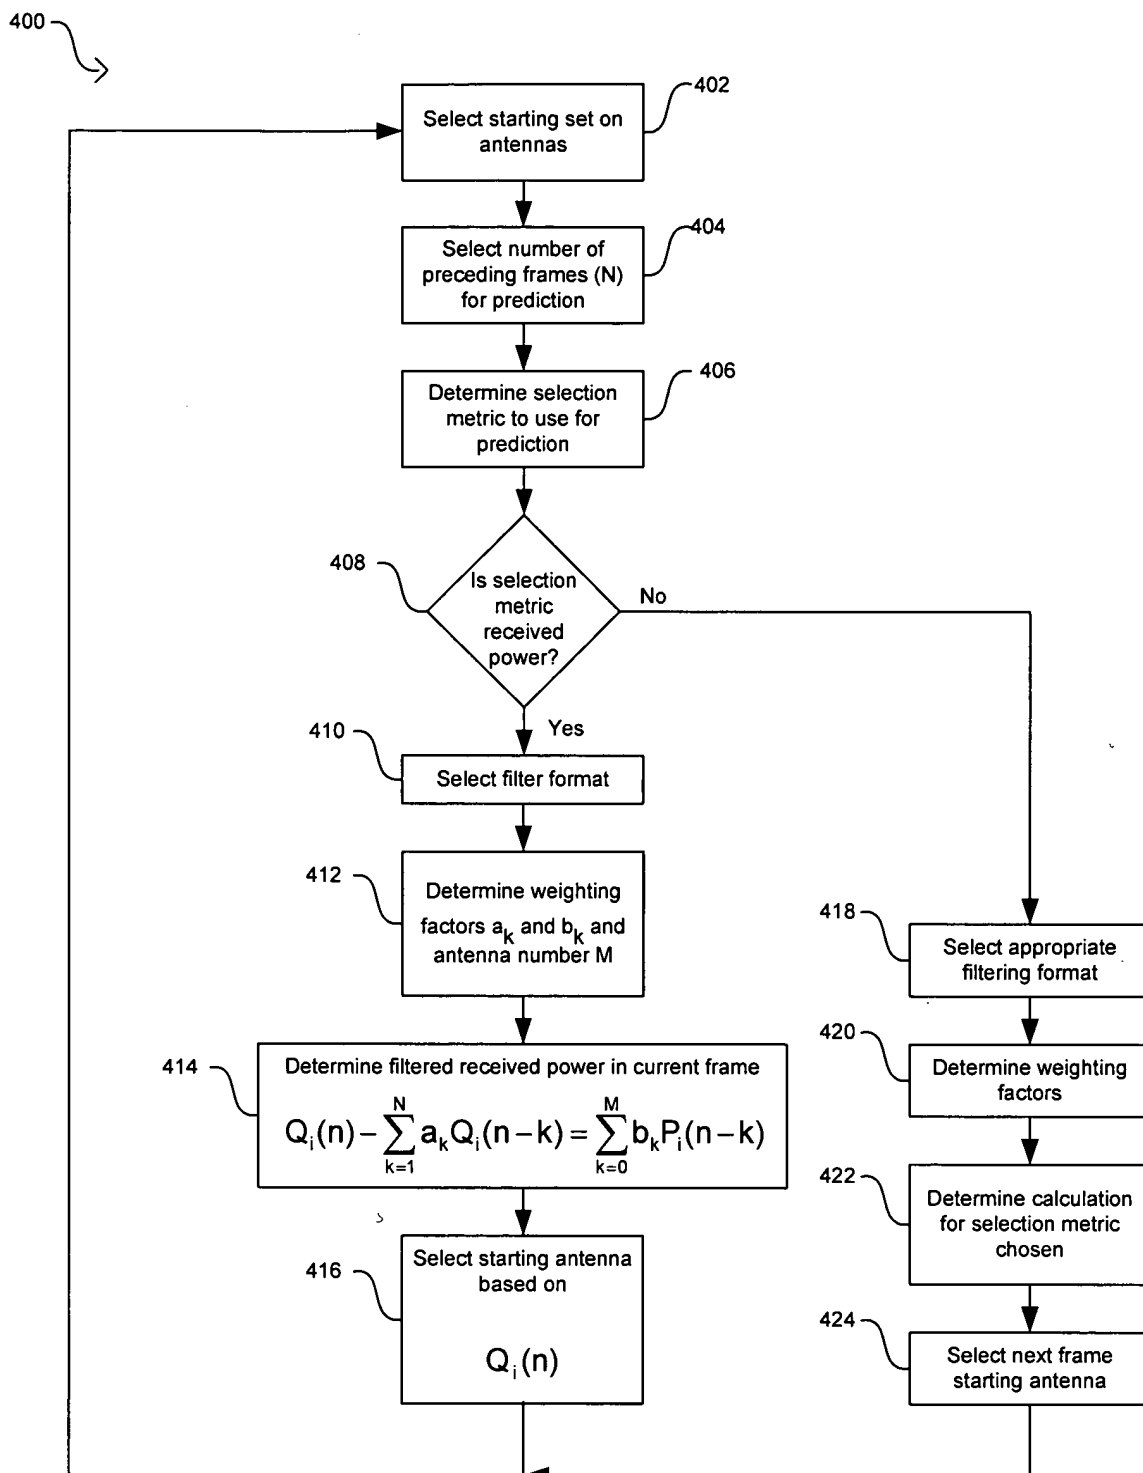 400
402
Select starting set on
antennas
404
Select number of
preceding frames (N)
for prediction
406
Determine selection
metric to use for
prediction
408
Is selection
metric
received
power?
No
Yes
410
Select filter format
412
Determine weighting
factors a_k and b_k and
antenna number M
414
Determine filtered received power in current frame
Q_i(n) − ∑_{k=1}^{N} a_k Q_i(n−k) = ∑_{k=0}^{M} b_k P_i(n−k)
416
Select starting antenna
based on
Q_i(n)
418
Select appropriate
filtering format
420
Determine weighting
factors
422
Determine calculation
for selection metric
chosen
424
Select next frame
starting antenna